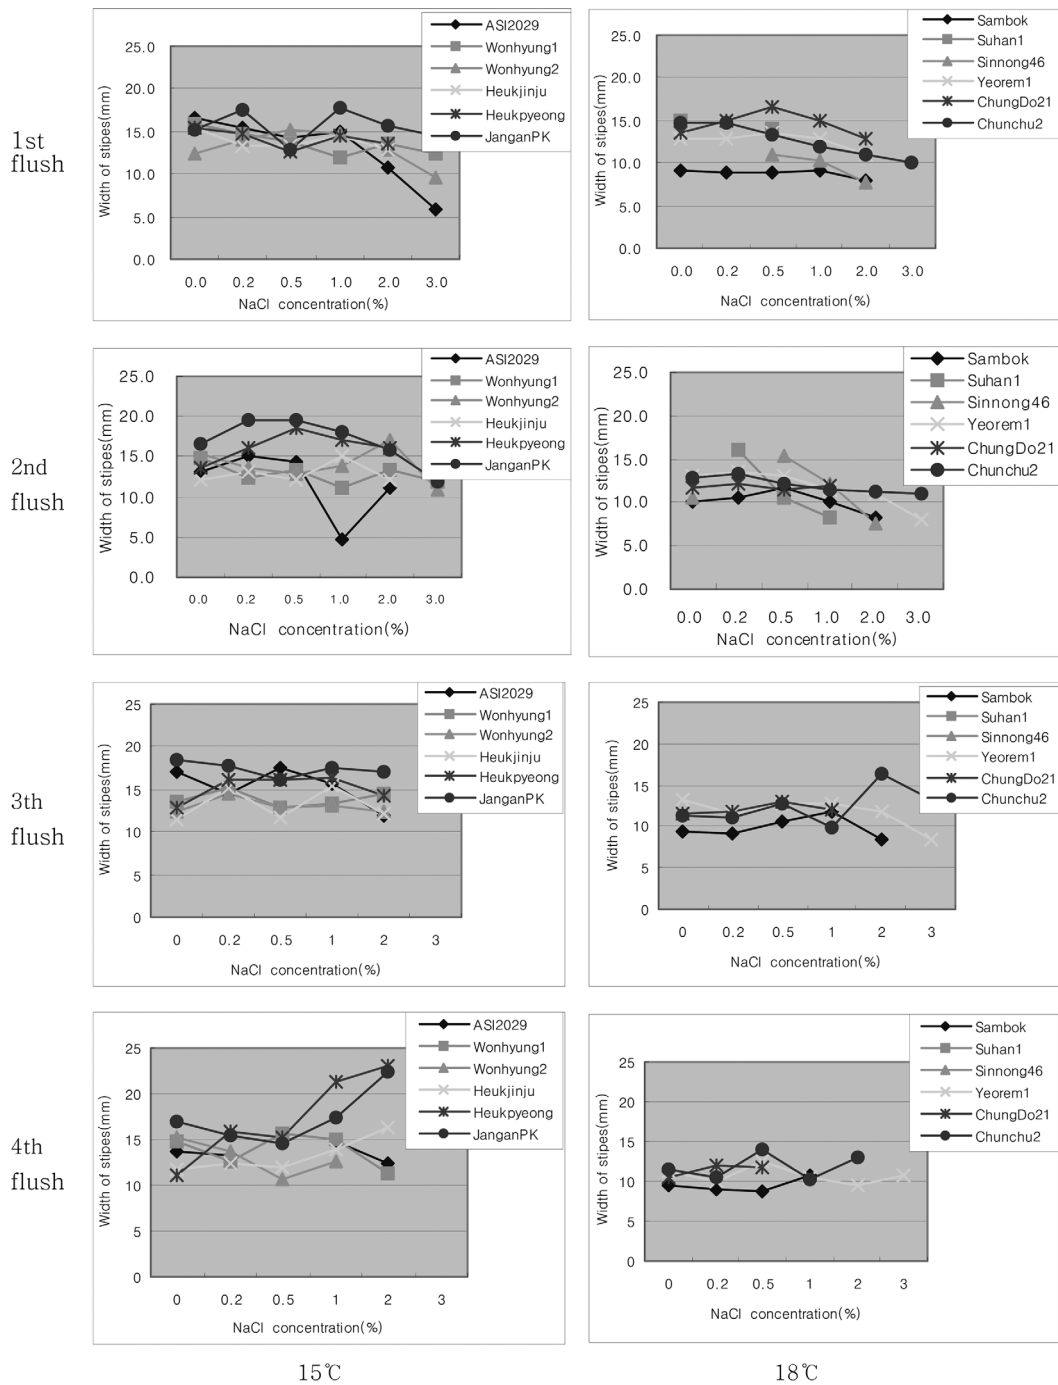 1st
flush
Width of stipes(mm)
25.0
20.0
15.0
10.0
5.0
0.0
0.0 0.2 0.5 1.0 2.0 3.0
NaCl concentration(%)
ASI2029
Wonhyung1
Wonhyung2
Heukjinju
Heukpyeong
JanganPK
Width of stipes(mm)
25.0
20.0
15.0
10.0
5.0
0.0
0.0 0.2 0.5 1.0 2.0 3.0
NaCl concentration(%)
Sambok
Suhan1
Sinnong46
Yeorem1
ChungDo21
Chunchu2
2nd
flush
Width of stipes(mm)
25.0
20.0
15.0
10.0
5.0
0.0
0.0 0.2 0.5 1.0 2.0 3.0
NaCl concentration(%)
ASI2029
Wonhyung1
Wonhyung2
Heukjinju
Heukpyeong
JanganPK
Width of stipes(mm)
25.0
20.0
15.0
10.0
5.0
0.0
0.0 0.2 0.5 1.0 2.0 3.0
NaCl concentration(%)
Sambok
Suhan1
Sinnong46
Yeorem1
ChungDo21
Chunchu2
3th
flush
Width of stipes(mm)
25
20
15
10
5
0
0 0.2 0.5 1 2 3
NaCl concentration(%)
ASI2029
Wonhyung1
Wonhyung2
Heukjinju
Heukpyeong
JanganPK
Width of stipes(mm)
25
20
15
10
5
0
0 0.2 0.5 1 2 3
NaCl concentration(%)
Sambok
Suhan1
Sinnong46
Yeorem1
ChungDo21
Chunchu2
4th
flush
Width of stipes(mm)
25
20
15
10
5
0
0 0.2 0.5 1 2 3
NaCl concentration(%)
ASI2029
Wonhyung1
Wonhyung2
Heukjinju
Heukpyeong
JanganPK
Width of stipes(mm)
25
20
15
10
5
0
0 0.2 0.5 1 2 3
NaCl concentration(%)
Sambok
Suhan1
Sinnong46
Yeorem1
ChungDo21
Chunchu2
15℃
18℃